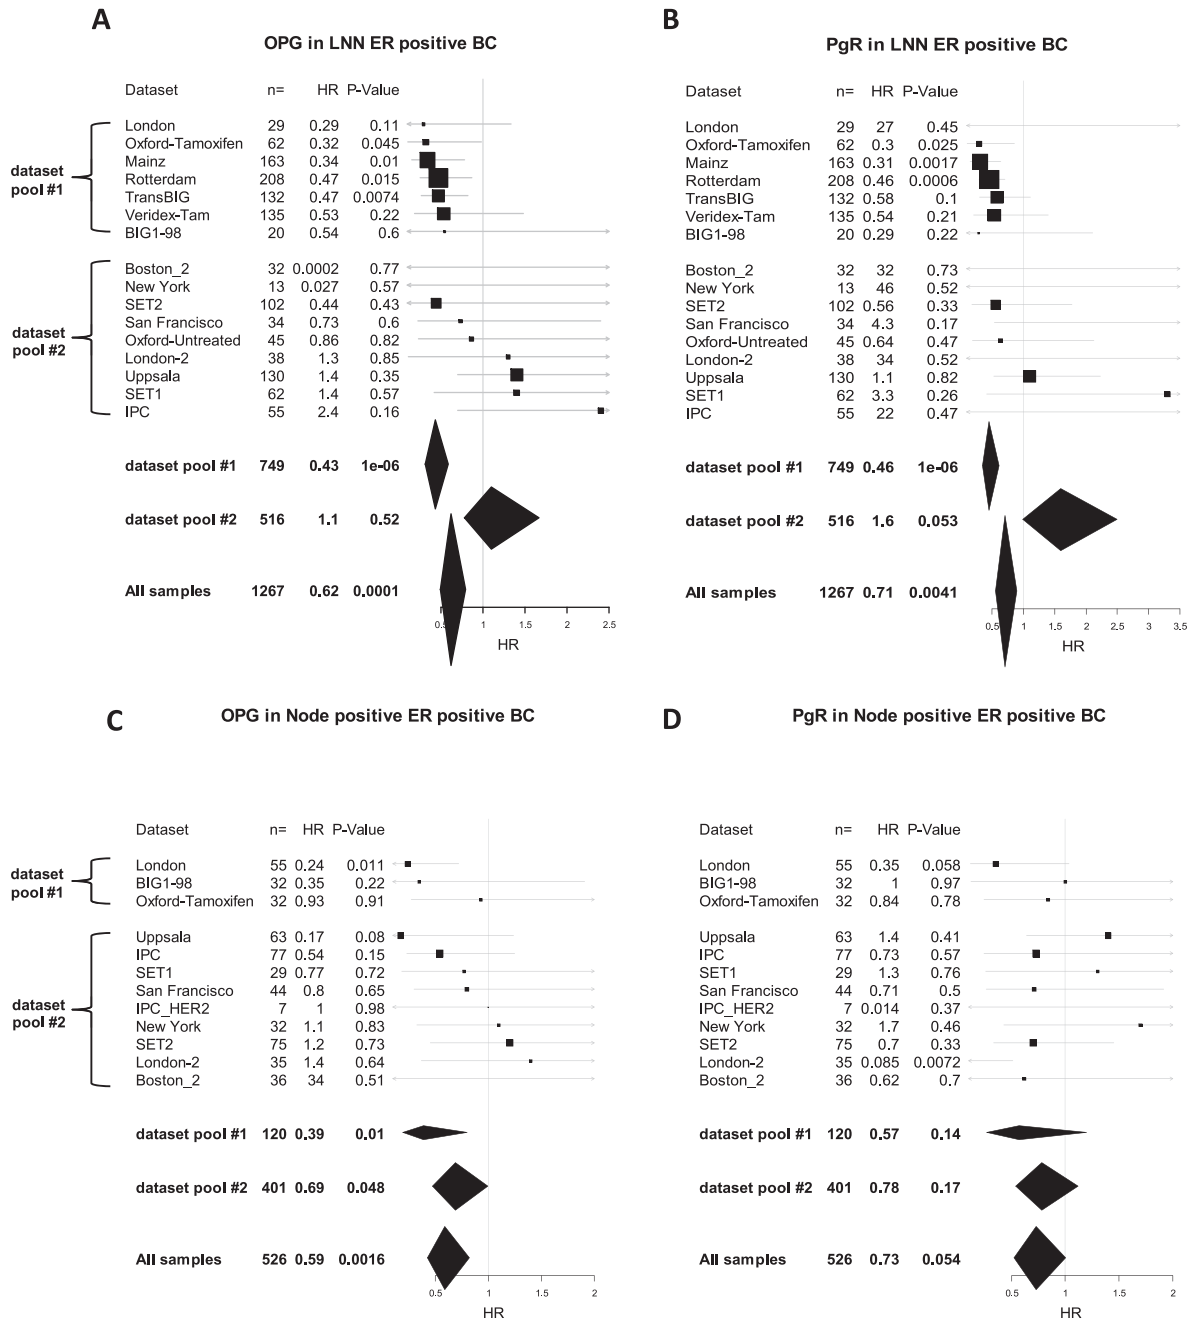 A
OPG in LNN ER positive BC
Dataset n= HR P-Value
dataset pool #1
London 29 0.29 0.11
Oxford-Tamoxifen 62 0.32 0.045
Mainz 163 0.34 0.01
Rotterdam 208 0.47 0.015
TransBIG 132 0.47 0.0074
Veridex-Tam 135 0.53 0.22
BIG1-98 20 0.54 0.6
dataset pool #2
Boston_2 32 0.0002 0.77
New York 13 0.027 0.57
SET2 102 0.44 0.43
San Francisco 34 0.73 0.6
Oxford-Untreated 45 0.86 0.82
London-2 38 1.3 0.85
Uppsala 130 1.4 0.35
SET1 62 1.4 0.57
IPC 55 2.4 0.16
dataset pool #1 749 0.43 1e-06
dataset pool #2 516 1.1 0.52
All samples 1267 0.62 0.0001
0.5 1 1.5 2 2.5
HR
B
PgR in LNN ER positive BC
Dataset n= HR P-Value
London 29 27 0.45
Oxford-Tamoxifen 62 0.3 0.025
Mainz 163 0.31 0.0017
Rotterdam 208 0.46 0.0006
TransBIG 132 0.58 0.1
Veridex-Tam 135 0.54 0.21
BIG1-98 20 0.29 0.22
Boston_2 32 32 0.73
New York 13 46 0.52
SET2 102 0.56 0.33
San Francisco 34 4.3 0.17
Oxford-Untreated 45 0.64 0.47
London-2 38 34 0.52
Uppsala 130 1.1 0.82
SET1 62 3.3 0.26
IPC 55 22 0.47
dataset pool #1 749 0.46 1e-06
dataset pool #2 516 1.6 0.053
All samples 1267 0.71 0.0041
0.5 1 1.5 2 2.5 3 3.5
HR
C
OPG in Node positive ER positive BC
Dataset n= HR P-Value
dataset pool #1
London 55 0.24 0.011
BIG1-98 32 0.35 0.22
Oxford-Tamoxifen 32 0.93 0.91
dataset pool #2
Uppsala 63 0.17 0.08
IPC 77 0.54 0.15
SET1 29 0.77 0.72
San Francisco 44 0.8 0.65
IPC_HER2 7 1 0.98
New York 32 1.1 0.83
SET2 75 1.2 0.73
London-2 35 1.4 0.64
Boston_2 36 34 0.51
dataset pool #1 120 0.39 0.01
dataset pool #2 401 0.69 0.048
All samples 526 0.59 0.0016
0.5 1 1.5 2
HR
D
PgR in Node positive ER positive BC
Dataset n= HR P-Value
London 55 0.35 0.058
BIG1-98 32 1 0.97
Oxford-Tamoxifen 32 0.84 0.78
Uppsala 63 1.4 0.41
IPC 77 0.73 0.57
SET1 29 1.3 0.76
San Francisco 44 0.71 0.5
IPC_HER2 7 0.014 0.37
New York 32 1.7 0.46
SET2 75 0.7 0.33
London-2 35 0.085 0.0072
Boston_2 36 0.62 0.7
dataset pool #1 120 0.57 0.14
dataset pool #2 401 0.78 0.17
All samples 526 0.73 0.054
0.5 1 1.5 2
HR